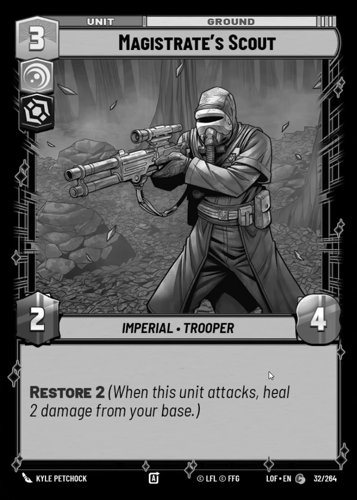 UNIT
GROUND
3
MAGISTRATE'S SCOUT
2
IMPERIAL • TROOPER
4
RESTORE 2 (When this unit attacks, heal
2 damage from your base.)
KYLE PETCHOCK
A
© LFL © FFG
LOF • EN
C
32/264